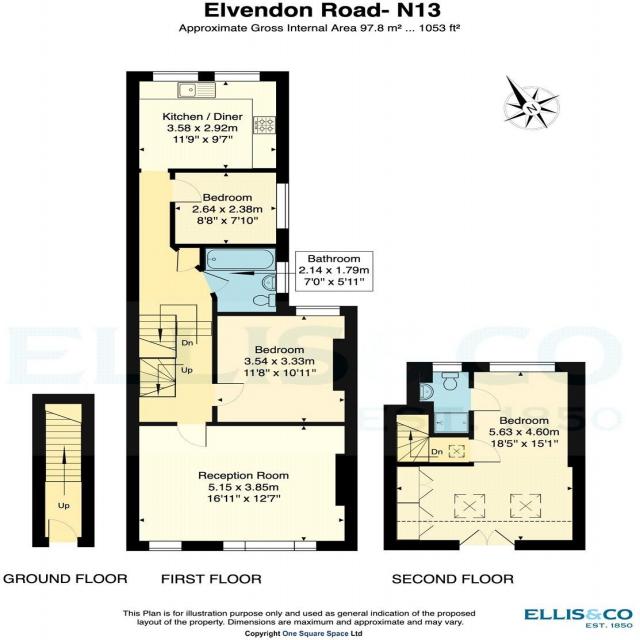 Elvendon Road- N13
Approximate Gross Internal Area 97.8 m² ... 1053 ft²
N
Kitchen / Diner
3.58 x 2.92m
11'9" x 9'7"
Bedroom
2.64 x 2.38m
8'8" x 7'10"
Bathroom
2.14 x 1.79m
7'0" x 5'11"
Dn
Up
Bedroom
3.54 x 3.33m
11'8" x 10'11"
Reception Room
5.15 x 3.85m
16'11" x 12'7"
Up
Bedroom
5.63 x 4.60m
18'5" x 15'1"
Dn
ELLIS&CO
EST. 1850
GROUND FLOOR
FIRST FLOOR
SECOND FLOOR
This Plan is for illustration purpose only and used as general indication of the proposed
layout of the property. Dimensions are maximum and approximate and may vary.
Copyright One Square Space Ltd
ELLIS&CO
EST. 1850